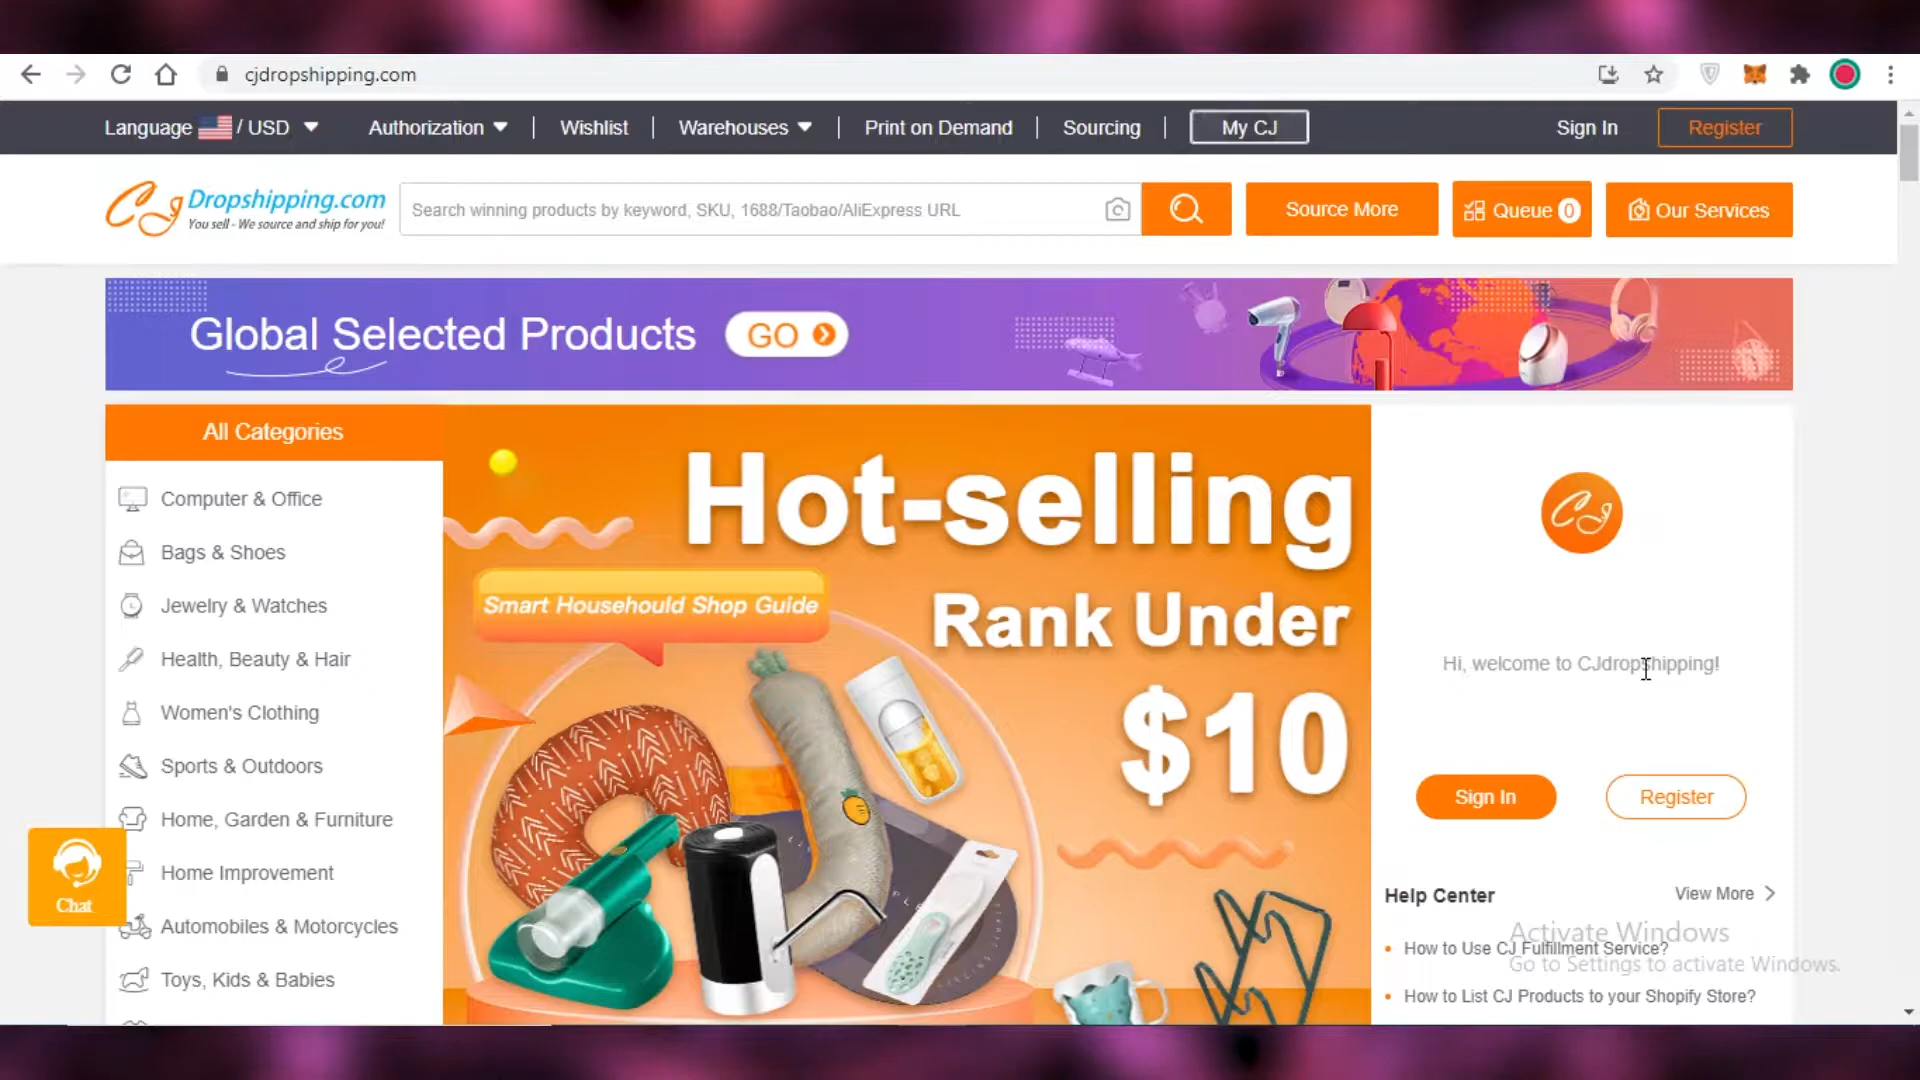 cjdropshipping.com
Language / USD Authorization Wishlist Warehouses Print on Demand Sourcing My CJ Sign In Register
CJ Dropshipping.com
You sell - We source and ship for you!
Search winning products by keyword, SKU, 1688/Taobao/AliExpress URL
Source More
Queue 0
Our Services
Global Selected Products GO
All Categories
Computer & Office
Bags & Shoes
Jewelry & Watches
Health, Beauty & Hair
Women's Clothing
Sports & Outdoors
Home, Garden & Furniture
Home Improvement
Automobiles & Motorcycles
Toys, Kids & Babies
Chat
Hot-selling
Smart Househould Shop Guide
Rank Under
$10
CJ
Hi, welcome to CJdropshipping!
Sign In
Register
Help Center
View More
How to Use CJ Fulfillment Service?
How to List CJ Products to your Shopify Store?
Activate Windows
Go to Settings to activate Windows.